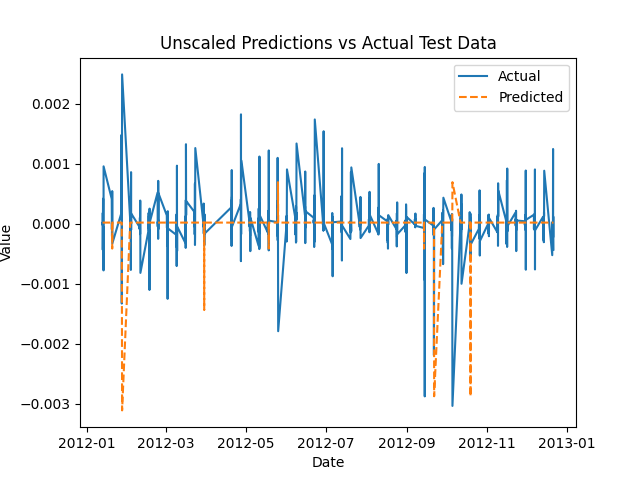 Unscaled Predictions vs Actual Test Data
Actual
Predicted
0.002
0.001
0.000
−0.001
−0.002
−0.003
Value
2012-01
2012-03
2012-05
2012-07
2012-09
2012-11
2013-01
Date